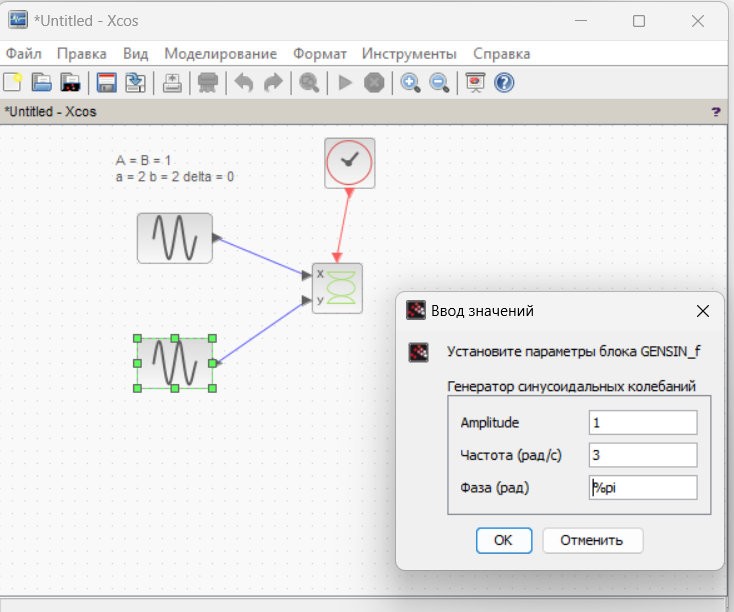 *Untitled - Xcos
Файл Правка Вид Моделирование Формат Инструменты Справка
*Untitled - Xcos ?
A = B = 1
a = 2 b = 2 delta = 0
x
y
Ввод значений
Установите параметры блока GENSIN_f
Генератор синусоидальных колебаний
Amplitude 1
Частота (рад/с) 3
Фаза (рад) %pi
OK Отменить